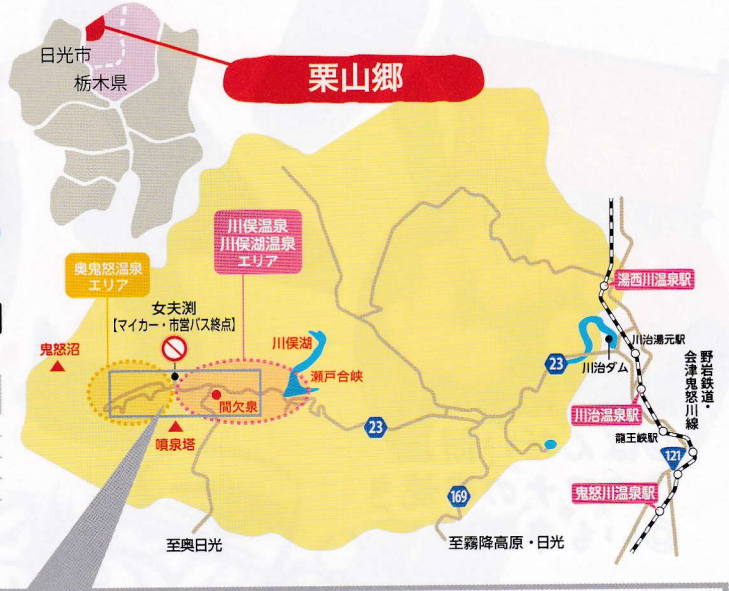 日光市
栃木県
栗山郷
川俣温泉
川俣湖温泉
エリア
奥鬼怒温泉
エリア
女夫渕
【マイカー・市営バス終点】
鬼怒沼
川俣湖
瀬戸合峡
間欠泉
噴泉塔
23
23
169
121
湯西川温泉駅
川治湯元駅
川治ダム
川治温泉駅
龍王峡駅
鬼怒川温泉駅
野岩鉄道・
会津鬼怒川線
至奥日光
至霧降高原・日光